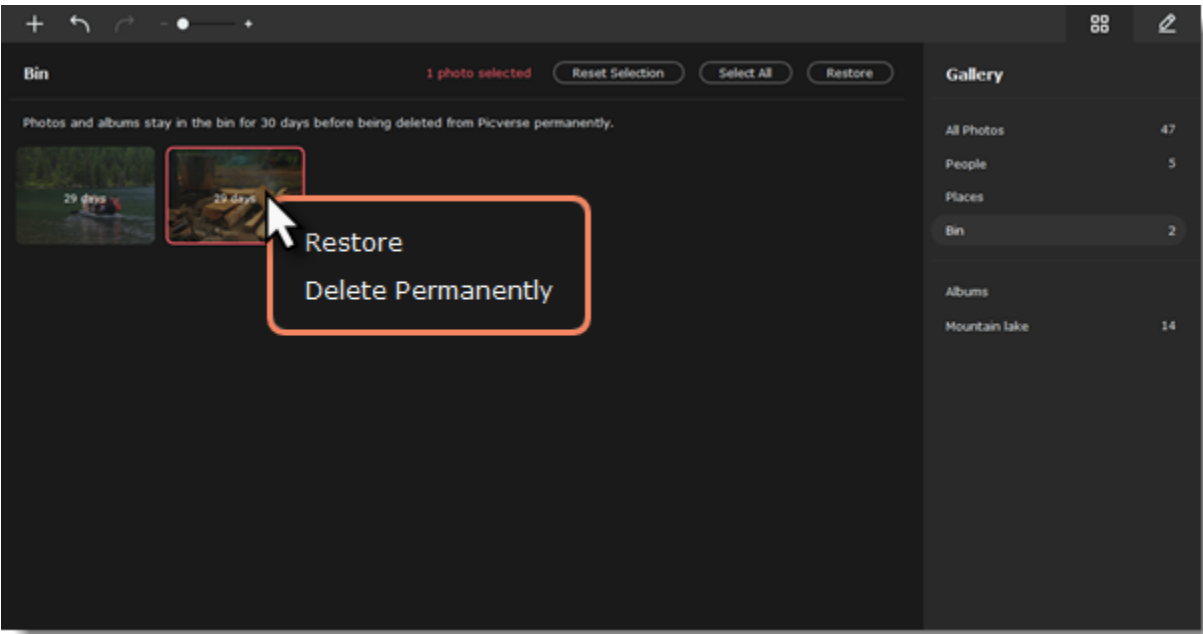 Bin
1 photo selected
Reset Selection
Select All
Restore
Photos and albums stay in the bin for 30 days before being deleted from Picverse permanently.
29 days
29 days
Restore
Delete Permanently
Gallery
All Photos 47
People 5
Places
Bin 2
Albums
Mountain lake 14